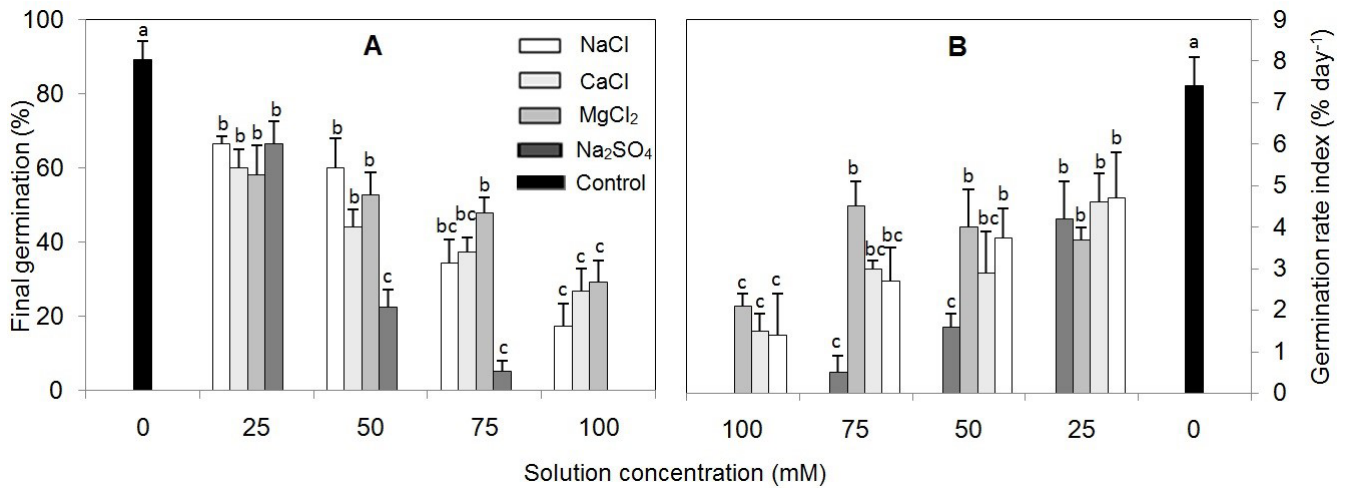 Final germination (%)
100
80
60
40
20
0
A
NaCl
CaCl
MgCl₂
Na₂SO₄
Control
a
b b b b
b b b c
bc bc b c
c c c
0 25 50 75 100
B
c c c
c b bc bc
c b bc b
b b b b
a
100 75 50 25 0
9
8
7
6
5
4
3
2
1
0
Germination rate index (% day⁻¹)
Solution concentration (mM)